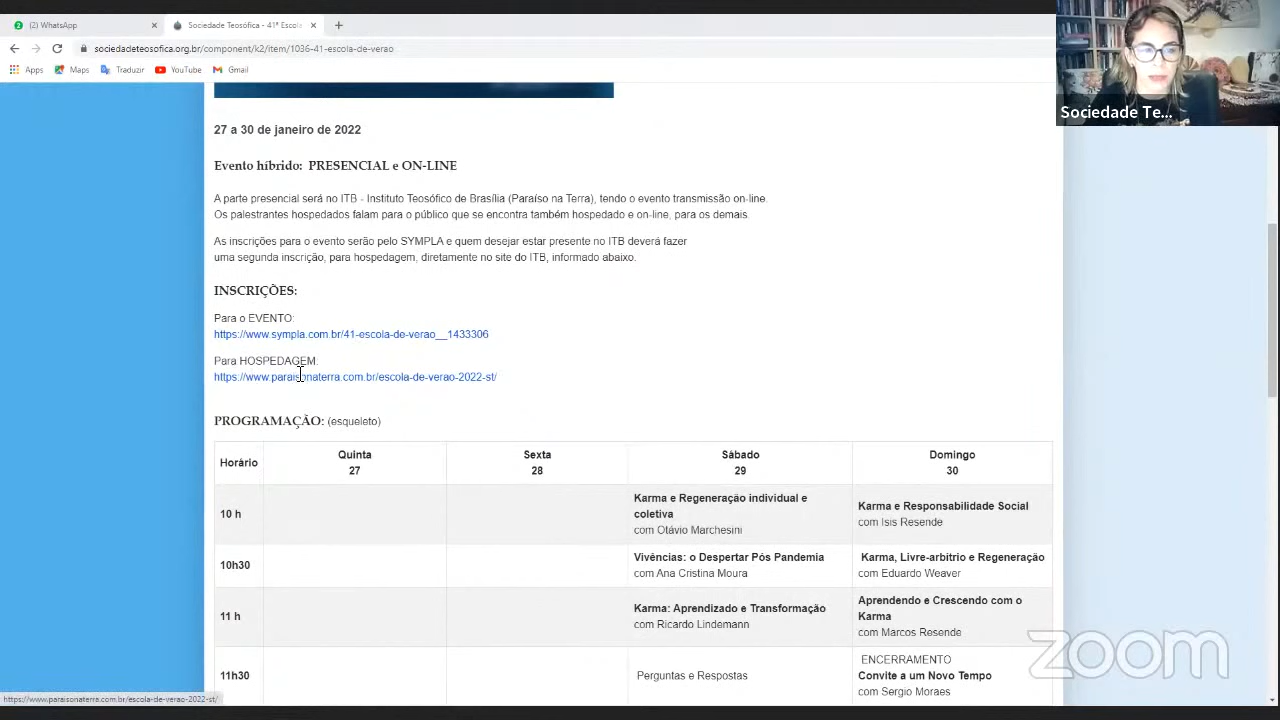 (2) WhatsApp
Sociedade Teosófica - 41ª Escola
sociedadeteosofica.org.br/component/k2/item/1036-41-escola-de-verao
Apps Maps Traduzir YouTube Gmail
Sociedade Te...
27 a 30 de janeiro de 2022
Evento híbrido: PRESENCIAL e ON-LINE
A parte presencial será no ITB - Instituto Teosófico de Brasília (Paraíso na Terra), tendo o evento transmissão on-line.
Os palestrantes hospedados falam para o público que se encontra também hospedado e on-line, para os demais.
As inscrições para o evento serão pelo SYMPLA e quem desejar estar presente no ITB deverá fazer
uma segunda inscrição, para hospedagem, diretamente no site do ITB, informado abaixo.
INSCRIÇÕES:
Para o EVENTO:
https://www.sympla.com.br/41-escola-de-verao__1433306
Para HOSPEDAGEM:
https://www.paraisonaterra.com.br/escola-de-verao-2022-st/
PROGRAMAÇÃO: (esqueleto)
Horário
Quinta
27
Sexta
28
Sábado
29
Domingo
30
10 h
Karma e Regeneração individual e
coletiva
com Otávio Marchesini
Karma e Responsabilidade Social
com Isis Resende
10h30
Vivências: o Despertar Pós Pandemia
com Ana Cristina Moura
Karma, Livre-arbítrio e Regeneração
com Eduardo Weaver
11 h
Karma: Aprendizado e Transformação
com Ricardo Lindemann
Aprendendo e Crescendo com o
Karma
com Marcos Resende
11h30
Perguntas e Respostas
ENCERRAMENTO
Convite a um Novo Tempo
com Sergio Moraes
zoom
https://www.paraisonaterra.com.br/escola-de-verao-2022-st/